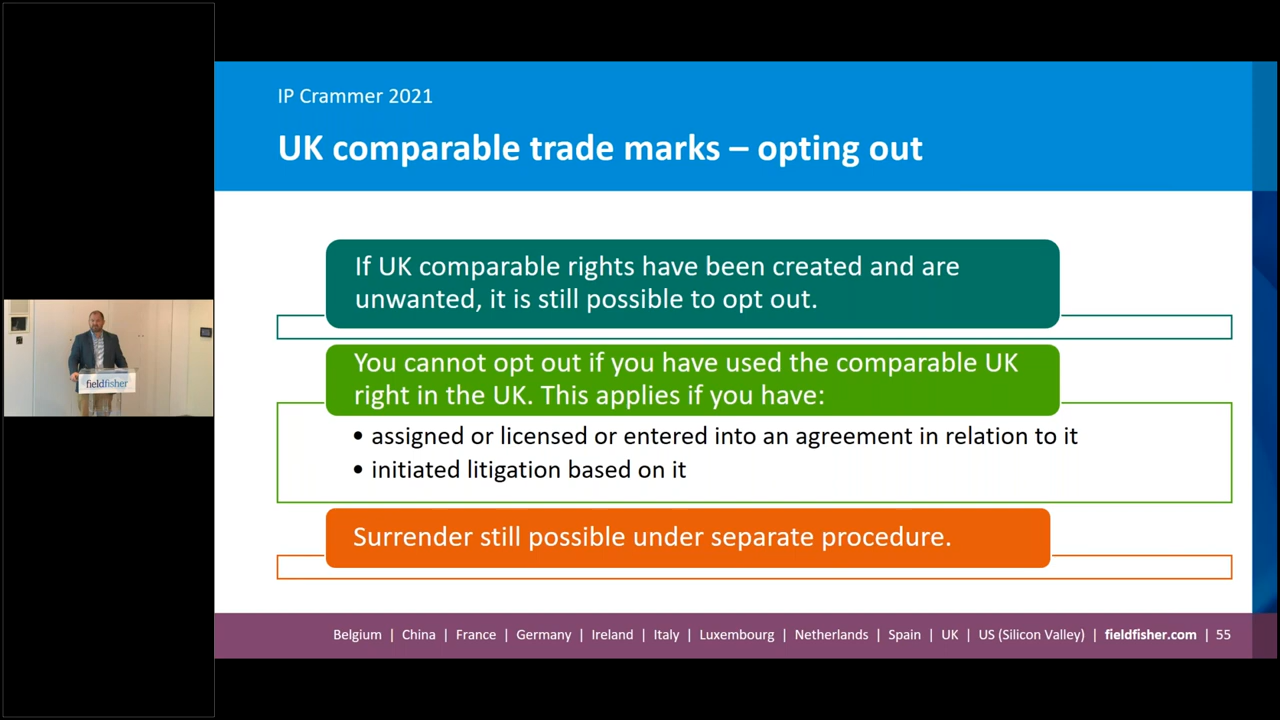 IP Crammer 2021
UK comparable trade marks – opting out
If UK comparable rights have been created and are
unwanted, it is still possible to opt out.
You cannot opt out if you have used the comparable UK
right in the UK. This applies if you have:
• assigned or licensed or entered into an agreement in relation to it
• initiated litigation based on it
Surrender still possible under separate procedure.
fieldfisher
Belgium | China | France | Germany | Ireland | Italy | Luxembourg | Netherlands | Spain | UK | US (Silicon Valley) | fieldfisher.com | 55